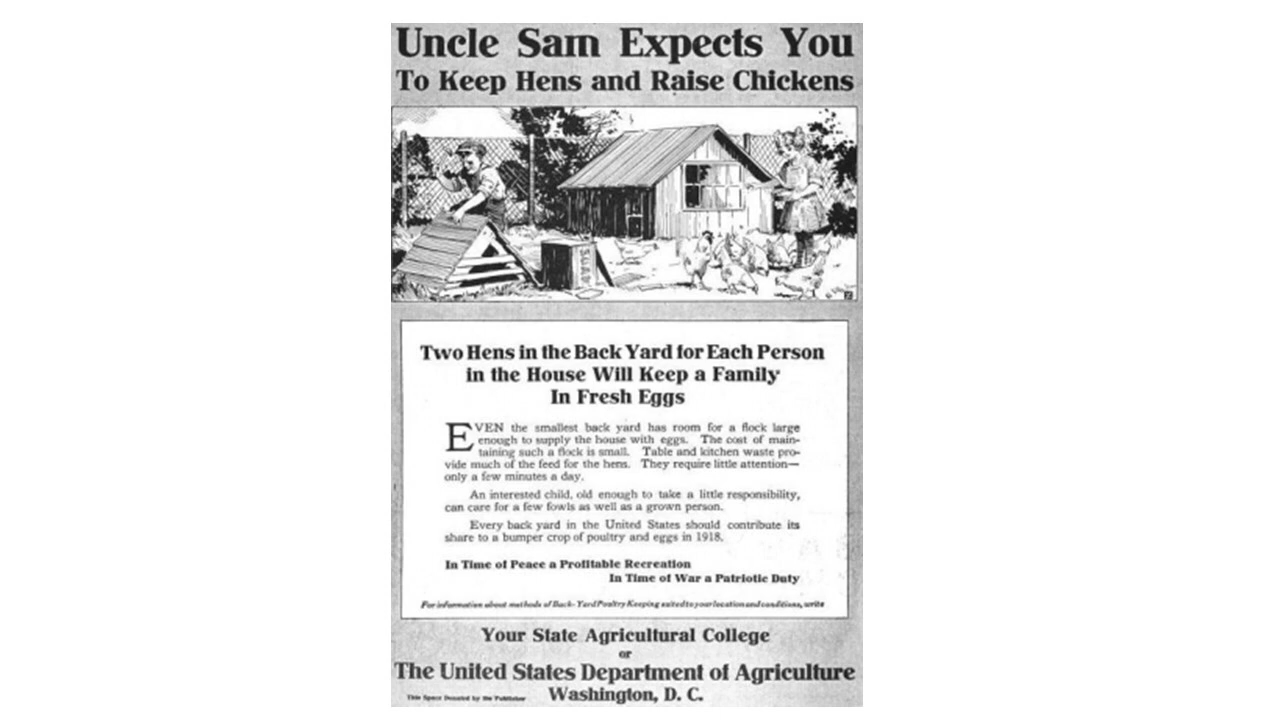 Uncle Sam Expects You
To Keep Hens and Raise Chickens
SOAP
Two Hens in the Back Yard for Each Person
in the House Will Keep a Family
In Fresh Eggs
EVEN the smallest back yard has room for a flock large
enough to supply the house with eggs. The cost of main-
taining such a flock is small. Table and kitchen waste pro-
vide much of the feed for the hens. They require little attention—
only a few minutes a day.
An interested child, old enough to take a little responsibility,
can care for a few fowls as well as a grown person.
Every back yard in the United States should contribute its
share to a bumper crop of poultry and eggs in 1918.
In Time of Peace a Profitable Recreation
In Time of War a Patriotic Duty
For information about methods of Back-Yard Poultry Keeping suited to your location and conditions, write
Your State Agricultural College
or
The United States Department of Agriculture
This Space Donated by the Publisher
Washington, D. C.